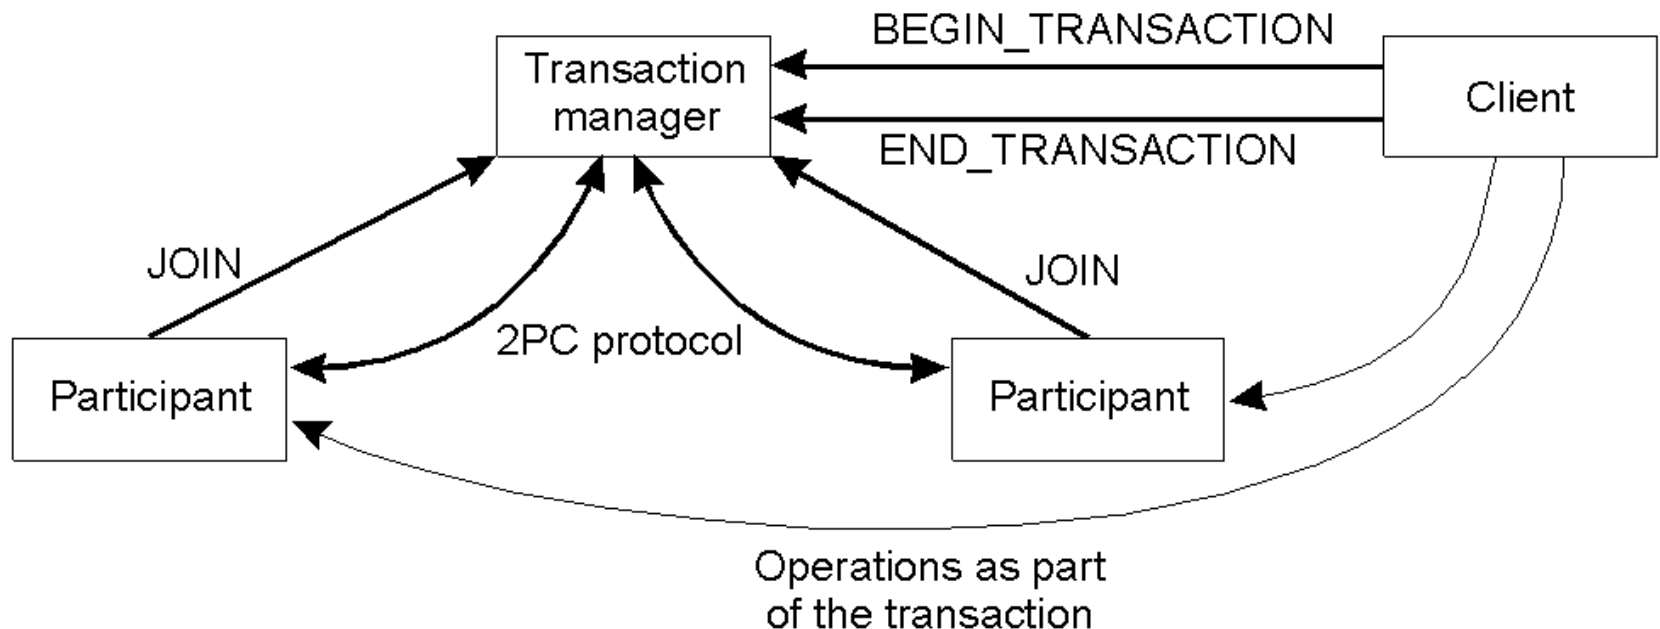 BEGIN_TRANSACTION
Transaction
manager
Client
END_TRANSACTION
JOIN
JOIN
2PC protocol
Participant
Participant
Operations as part
of the transaction